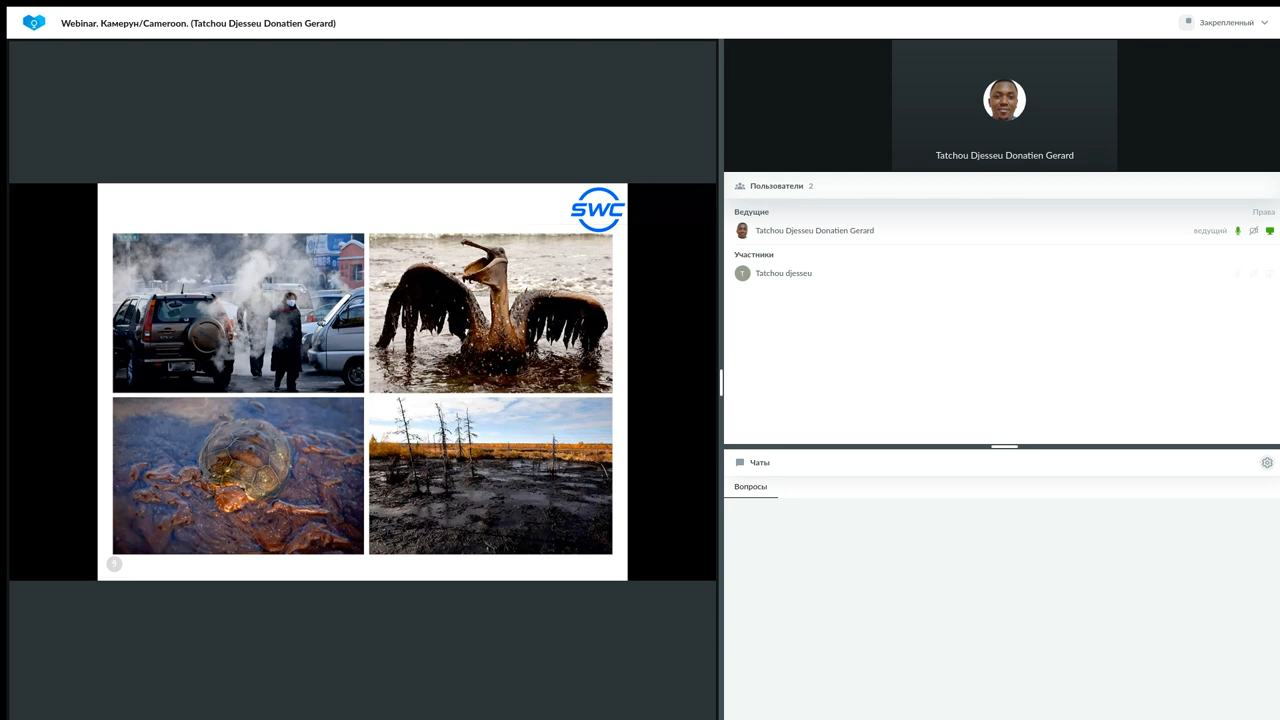 Webinar. Камерун/Cameroon. (Tatchou Djesseu Donatien Gerard)
Закрепленный
SWC
Tatchou Djesseu Donatien Gerard
Пользователи 2
Ведущие Права
Tatchou Djesseu Donatien Gerard ведущий
Участники
T Tatchou djesseu
Чаты
Вопросы